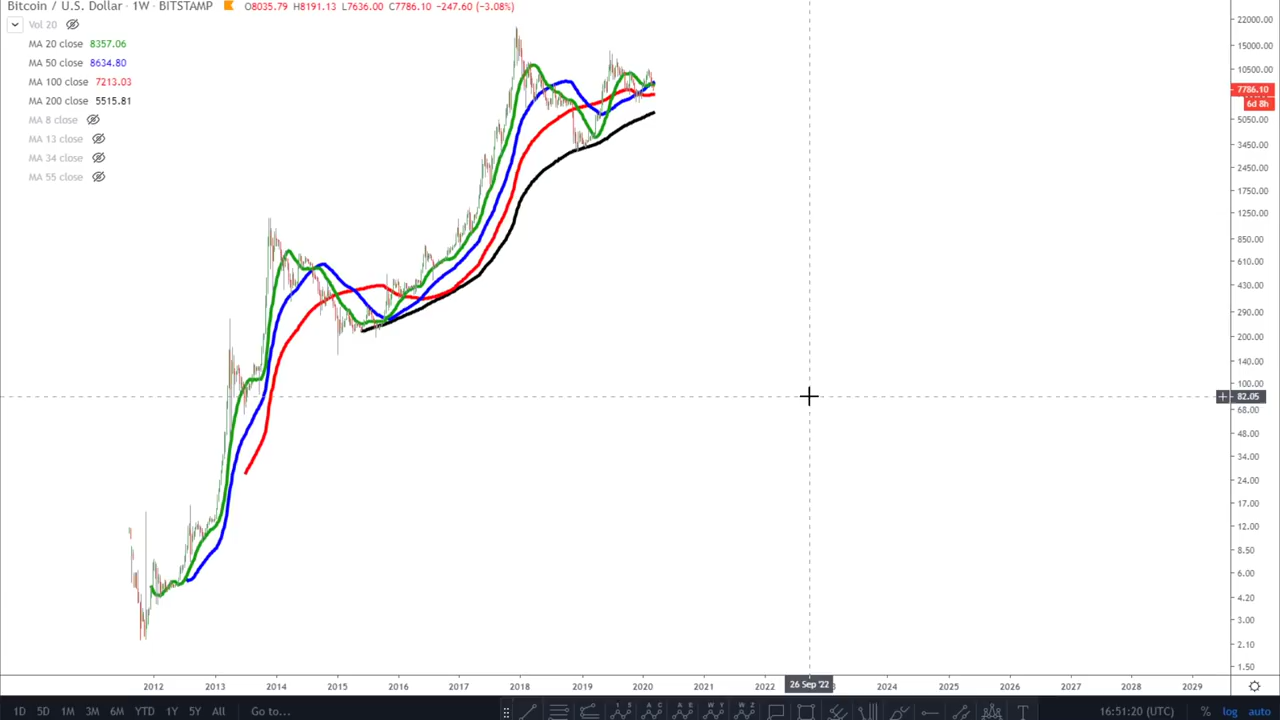 Bitcoin / U.S. Dollar · 1W · BITSTAMP O8035.79 H8191.13 L7636.00 C7786.10 −247.60 (−3.08%)
Vol 20
MA 20 close 8357.06
MA 50 close 8634.80
MA 100 close 7213.03
MA 200 close 5515.81
MA 8 close
MA 13 close
MA 34 close
MA 55 close
22000.00
15000.00
10500.00
7786.10
6d 8h
5050.00
3450.00
2450.00
1750.00
1250.00
850.00
610.00
430.00
290.00
200.00
140.00
100.00
82.05
68.00
48.00
34.00
24.00
17.00
12.00
8.50
6.00
4.20
3.00
2.10
1.50
2012 2013 2014 2015 2016 2017 2018 2019 2020 2021 2022 26 Sep '22 2024 2025 2026 2027 2028 2029
1D 5D 1M 3M 6M YTD 1Y 5Y All Go to... 16:51:20 (UTC) % log auto